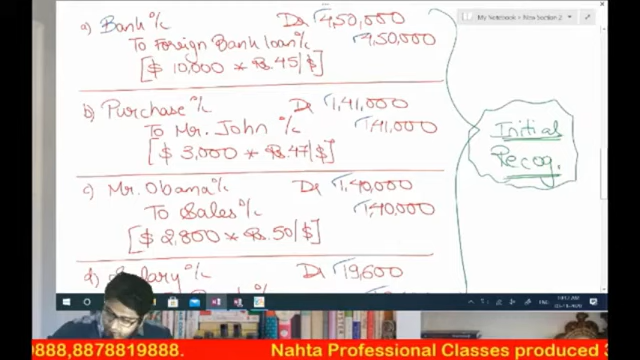 a) Bank a/c Dr 4,50,000
To Foreign Bank loan a/c 4,50,000
[$ 10,000 * Rs.45/$]
b) Purchase a/c Dr 1,41,000
To Mr. John a/c 1,41,000
[$ 3,000 * Rs.47/$]
c) Mr. Obama a/c Dr 1,40,000
To Sales a/c 1,40,000
[$ 2,800 * Rs.50/$]
d) Salary a/c Dr 19,600
My Notebook » New Section 2
Initial
Recog.
ENG
9888,8878819888. Nahta Professional Classes produced 3